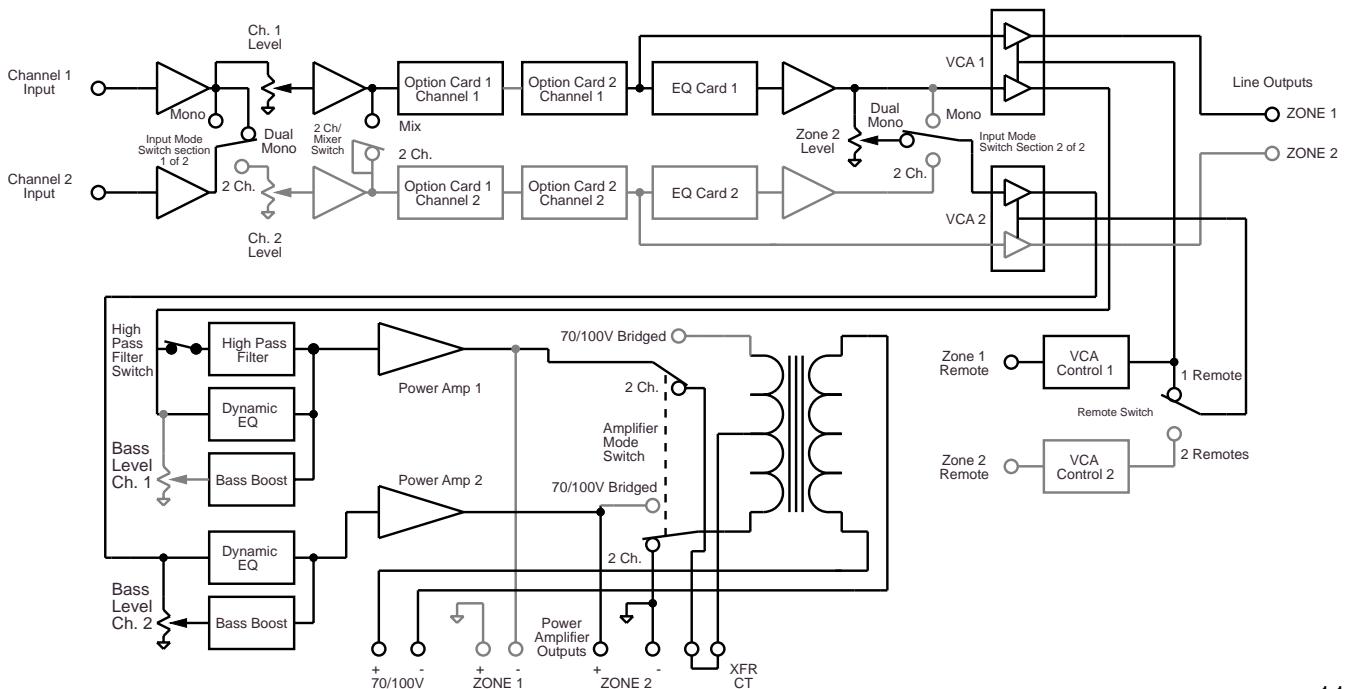 Ch. 1
Level
Channel 1
Input
Mono
Input Mode
Switch section
1 of 2
Dual
Mono
Channel 2
Input
2 Ch.
Ch. 2
Level
2 Ch/
Mixer
Switch
Mix
2 Ch.
Option Card 1
Channel 1
Option Card 2
Channel 1
EQ Card 1
Option Card 1
Channel 2
Option Card 2
Channel 2
EQ Card 2
Zone 2
Level
Dual
Mono
Mono
Input Mode
Switch Section 2 of 2
2 Ch.
VCA 1
VCA 2
Line Outputs
ZONE 1
ZONE 2
High
Pass
Filter
Switch
High Pass
Filter
Dynamic
EQ
Bass
Level
Ch. 1
Bass Boost
Power Amp 1
70/100V Bridged
2 Ch.
Amplifier
Mode
Switch
Power Amp 2
70/100V Bridged
2 Ch.
Dynamic
EQ
Bass
Level
Ch. 2
Bass Boost
Zone 1
Remote
VCA
Control 1
1 Remote
Remote Switch
Zone 2
Remote
VCA
Control 2
2 Remotes
Power
Amplifier
Outputs
+ -
70/100V
+ -
ZONE 1
+ -
ZONE 2
XFR
CT